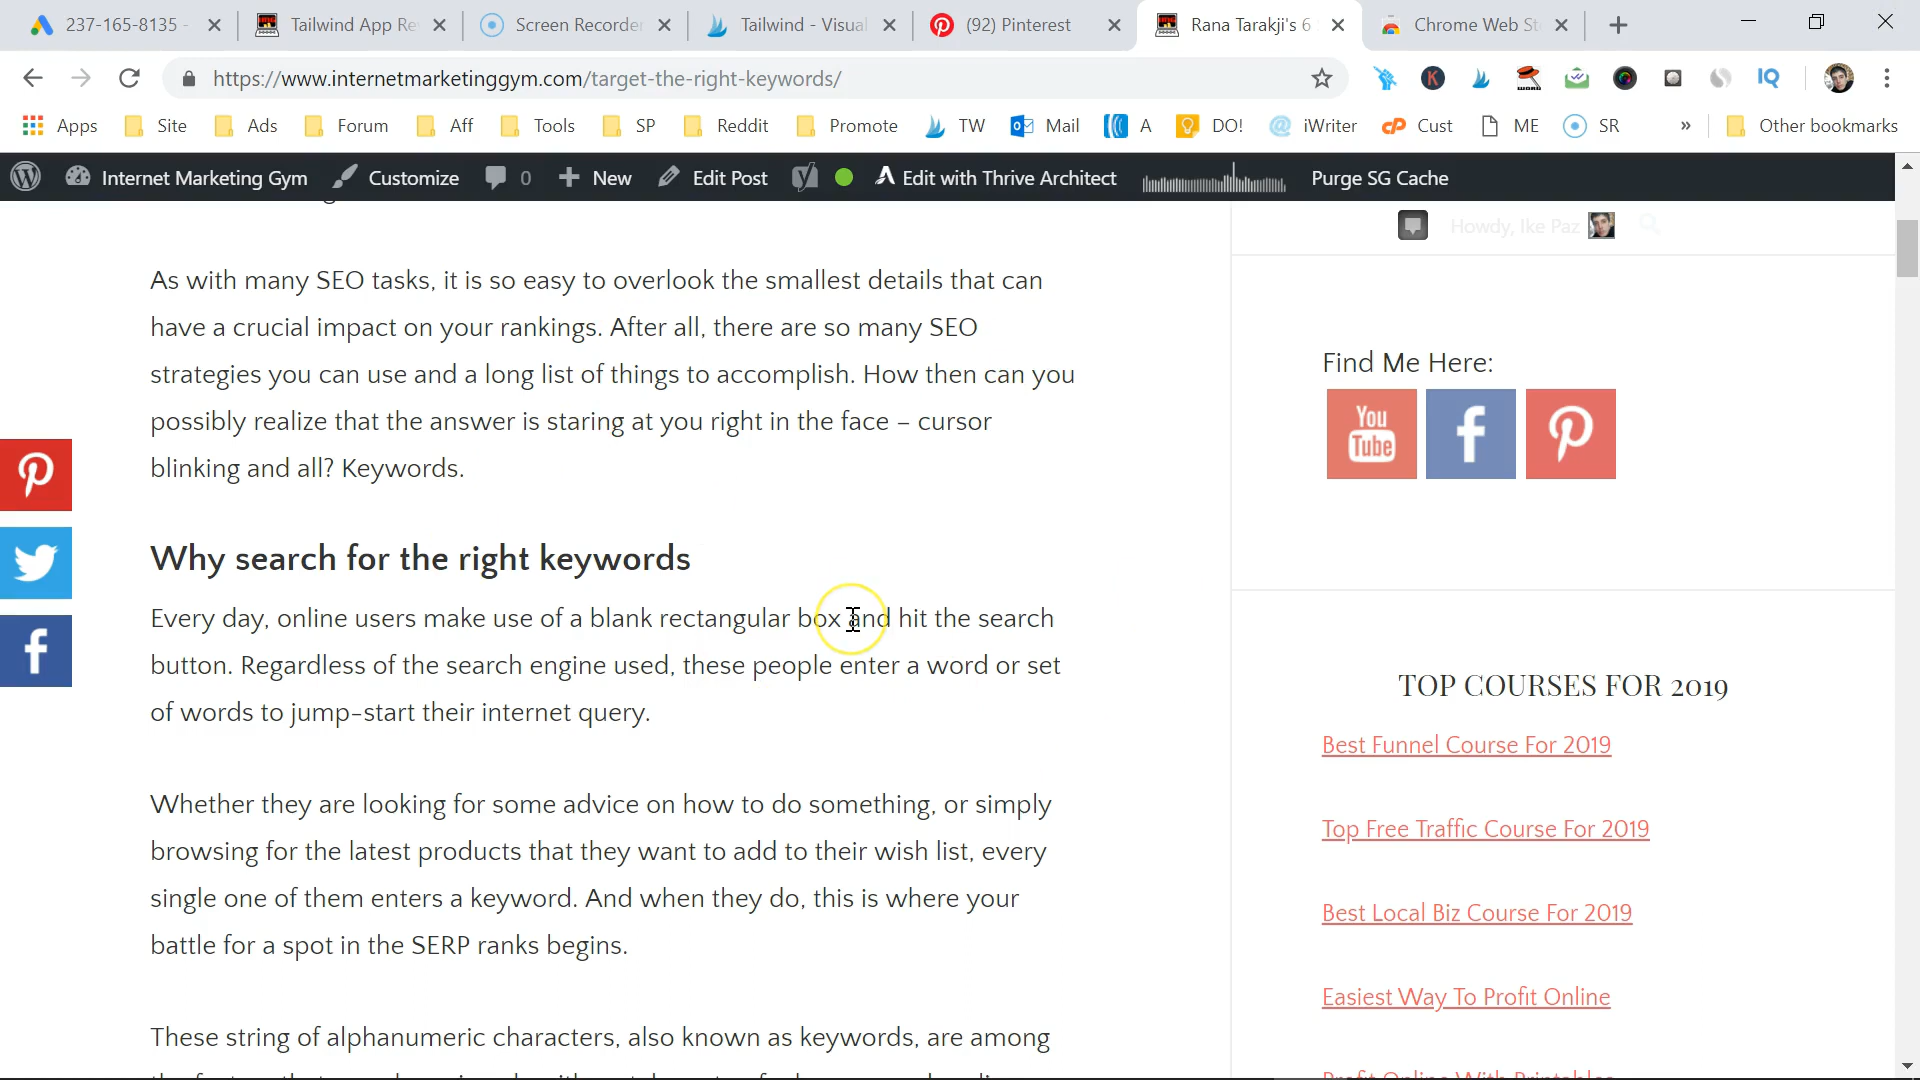 237-165-8135 -
Tailwind App Re
Screen Recorder
Tailwind - Visual
(92) Pinterest
Rana Tarakji's 6
Chrome Web St
https://www.internetmarketinggym.com/target-the-right-keywords/
K
WORD
IQ
Apps
Site
Ads
Forum
Aff
Tools
SP
Reddit
Promote
TW
Mail
A
DO!
iWriter
Cust
ME
SR
»
Other bookmarks
Internet Marketing Gym
Customize
0
New
Edit Post
Edit with Thrive Architect
Purge SG Cache
Howdy, Ike Paz
As with many SEO tasks, it is so easy to overlook the smallest details that can
have a crucial impact on your rankings. After all, there are so many SEO
strategies you can use and a long list of things to accomplish. How then can you
possibly realize that the answer is staring at you right in the face – cursor
blinking and all? Keywords.
Why search for the right keywords
Every day, online users make use of a blank rectangular box and hit the search
button. Regardless of the search engine used, these people enter a word or set
of words to jump-start their internet query.
Whether they are looking for some advice on how to do something, or simply
browsing for the latest products that they want to add to their wish list, every
single one of them enters a keyword. And when they do, this is where your
battle for a spot in the SERP ranks begins.
These string of alphanumeric characters, also known as keywords, are among
Find Me Here:
You
Tube
TOP COURSES FOR 2019
Best Funnel Course For 2019
Top Free Traffic Course For 2019
Best Local Biz Course For 2019
Easiest Way To Profit Online
Profit Online With Printables